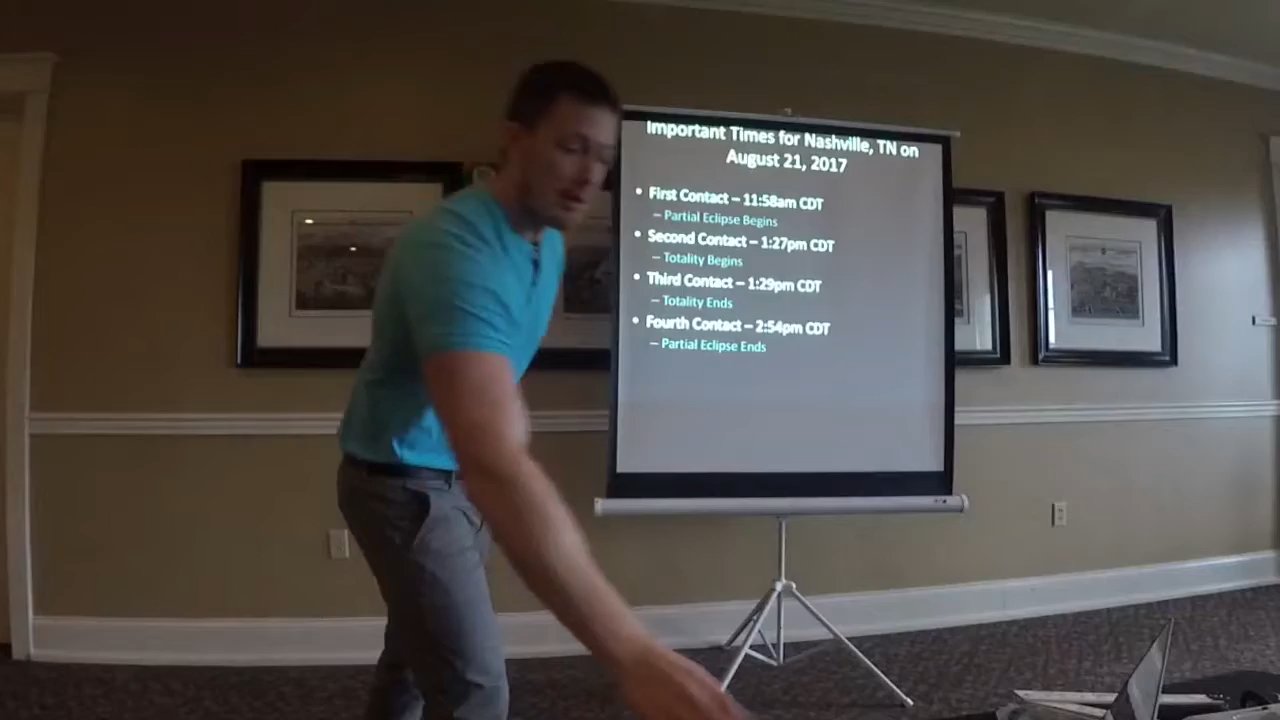 Important Times for Nashville, TN on
August 21, 2017
• First Contact – 11:58am CDT
– Partial Eclipse Begins
• Second Contact – 1:27pm CDT
– Totality Begins
• Third Contact – 1:29pm CDT
– Totality Ends
• Fourth Contact – 2:54pm CDT
– Partial Eclipse Ends